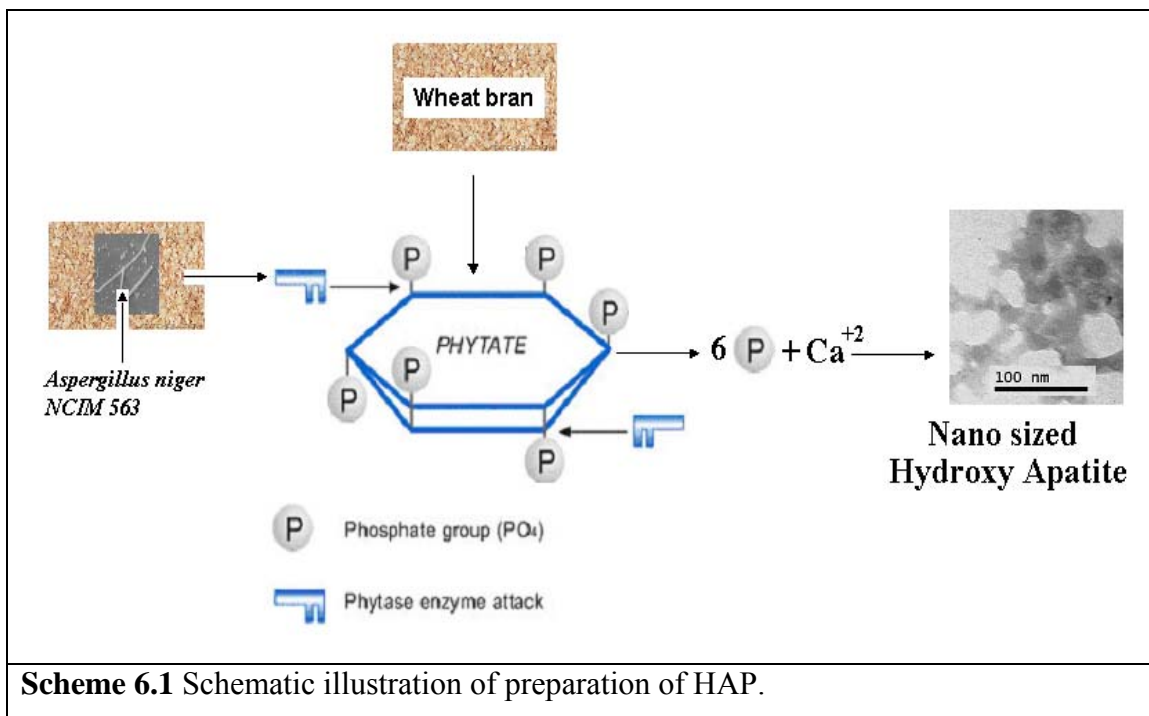 Wheat bran
P
P
P
P
P
P
PHYTATE
6 P + Ca+2
Aspergillus niger
NCIM 563
100 nm
Nano sized
Hydroxy Apatite
P Phosphate group (PO4)
Phytase enzyme attack
Scheme 6.1 Schematic illustration of preparation of HAP.